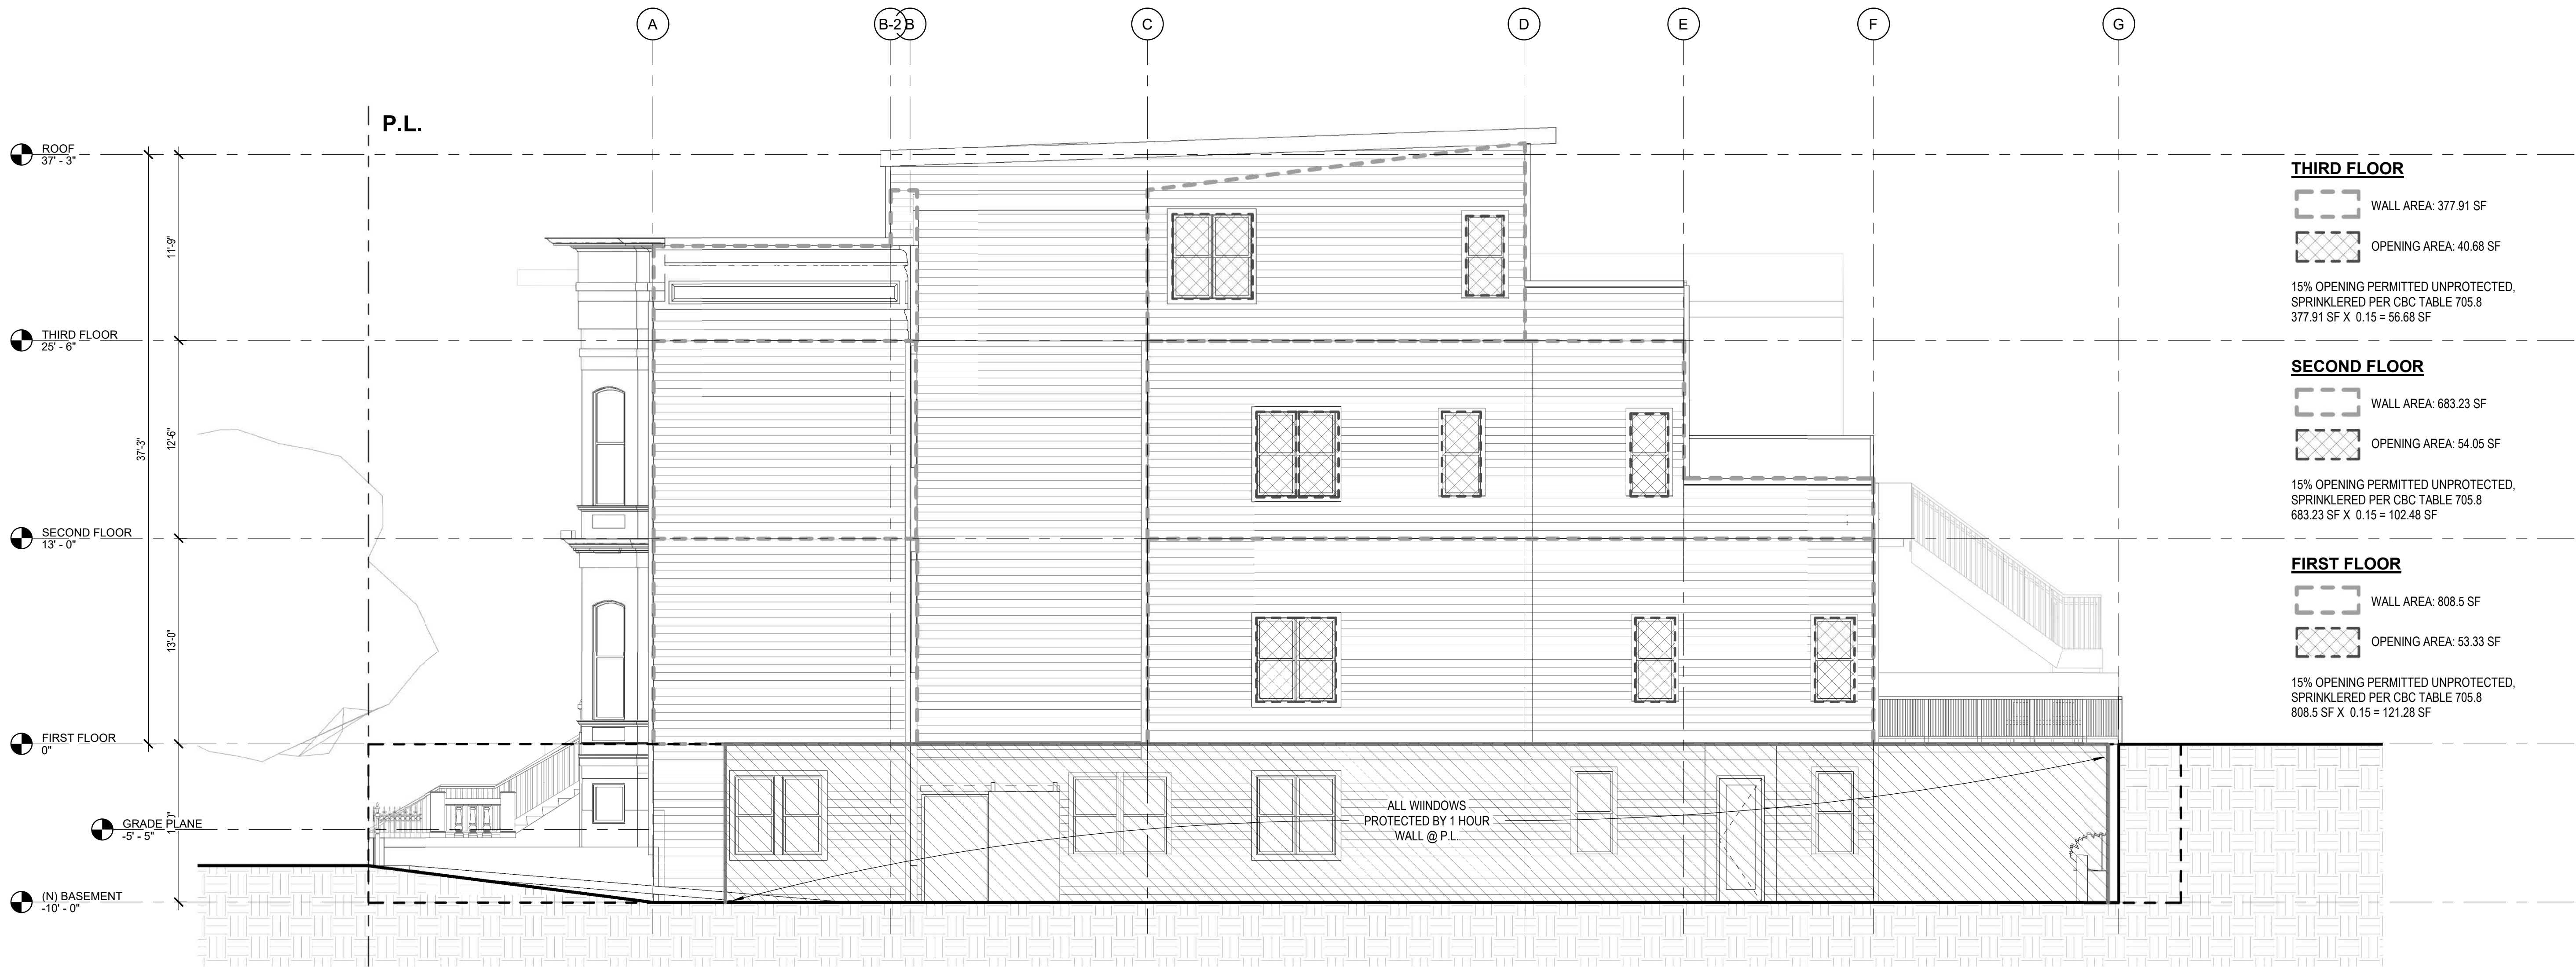 A
B-2
B
C
D
E
F
G
P.L.
ROOF
37' - 3"
THIRD FLOOR
25' - 6"
SECOND FLOOR
13' - 0"
FIRST FLOOR
0"
GRADE PLANE
-5' - 5"
(N) BASEMENT
-10' - 0"
37'-3"
11'-9"
12'-6"
13'-0"
ALL WIINDOWS
PROTECTED BY 1 HOUR
WALL @ P.L.
THIRD FLOOR
WALL AREA: 377.91 SF
OPENING AREA: 40.68 SF
15% OPENING PERMITTED UNPROTECTED,
SPRINKLERED PER CBC TABLE 705.8
377.91 SF X 0.15 = 56.68 SF
SECOND FLOOR
WALL AREA: 683.23 SF
OPENING AREA: 54.05 SF
15% OPENING PERMITTED UNPROTECTED,
SPRINKLERED PER CBC TABLE 705.8
683.23 SF X 0.15 = 102.48 SF
FIRST FLOOR
WALL AREA: 808.5 SF
OPENING AREA: 53.33 SF
15% OPENING PERMITTED UNPROTECTED,
SPRINKLERED PER CBC TABLE 705.8
808.5 SF X 0.15 = 121.28 SF